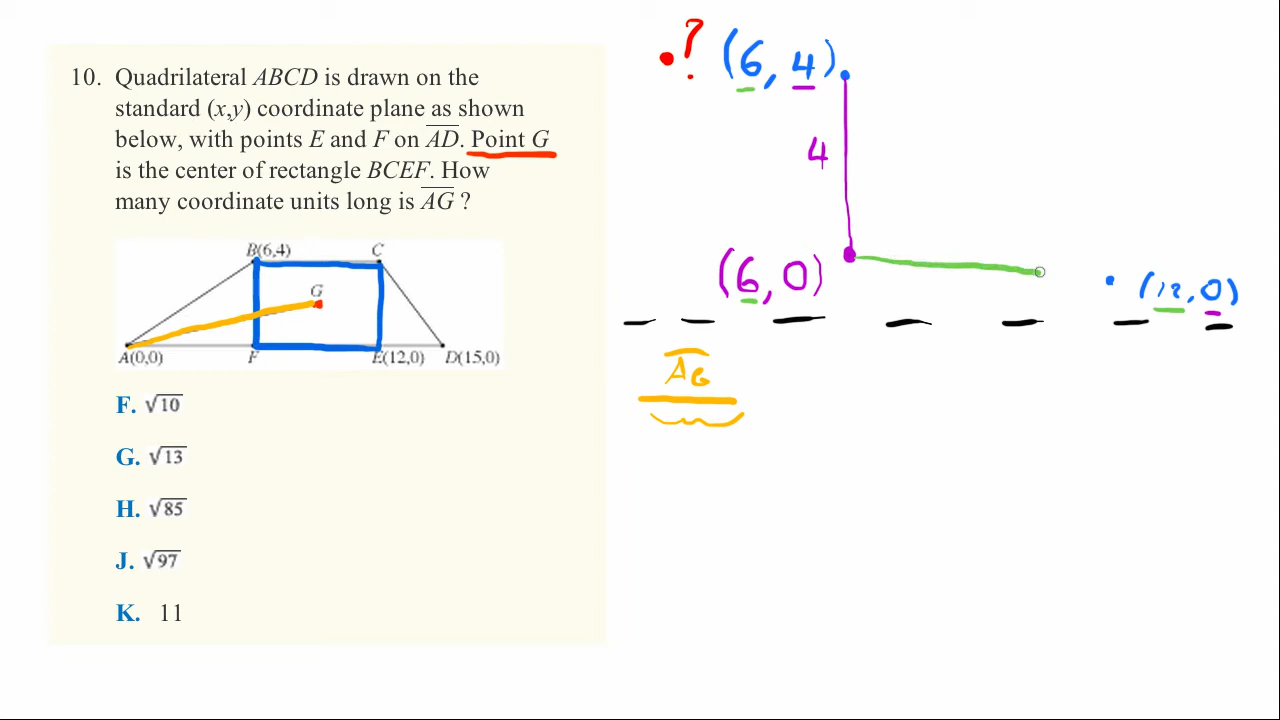 10. Quadrilateral ABCD is drawn on the
standard (x,y) coordinate plane as shown
below, with points E and F on AD. Point G
is the center of rectangle BCEF. How
many coordinate units long is AG ?
B(6,4) C
G
A(0,0) F E(12,0) D(15,0)
F. √10
G. √13
H. √85
J. √97
K. 11
? (6, 4)
4
(6, 0) (12, 0)
AG